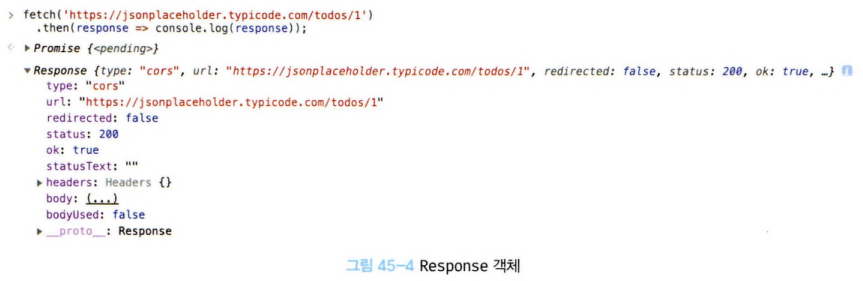 > fetch('https://jsonplaceholder.typicode.com/todos/1')
.then(response => console.log(response));
Promise {<pending>}
Response {type: "cors", url: "https://jsonplaceholder.typicode.com/todos/1", redirected: false, status: 200, ok: true, …} i
type: "cors"
url: "https://jsonplaceholder.typicode.com/todos/1"
redirected: false
status: 200
ok: true
statusText: ""
headers: Headers {}
body: (...)
bodyUsed: false
__proto__: Response
그림 45-4 Response 객체